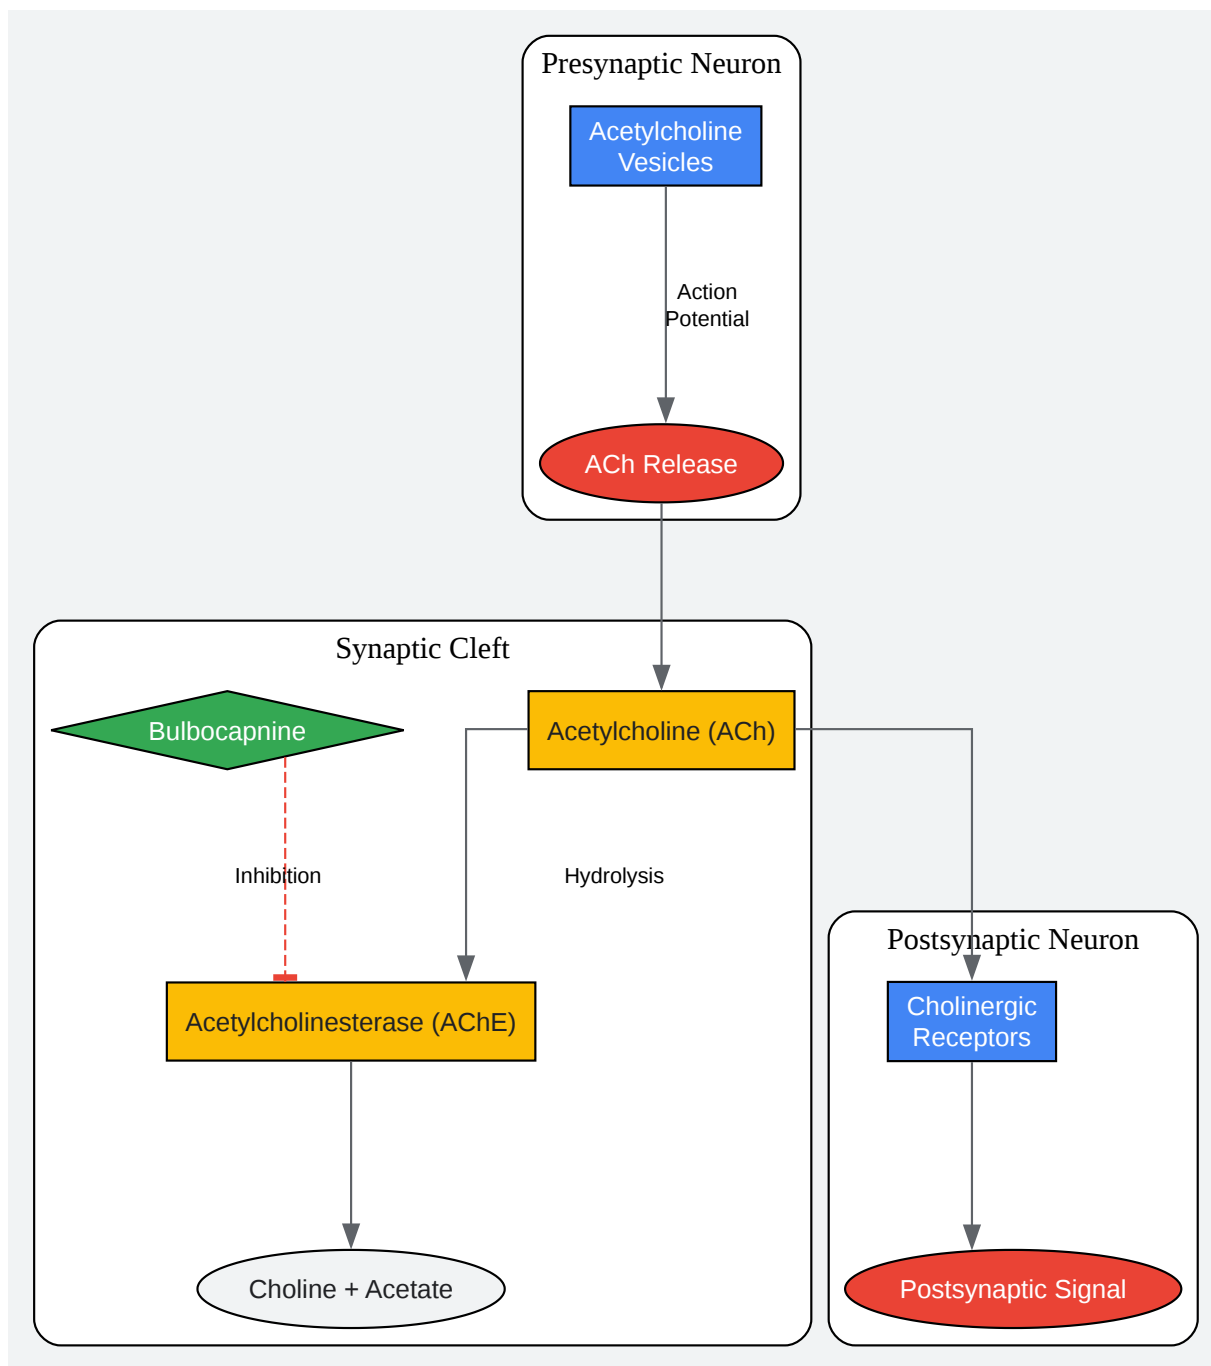 Presynaptic Neuron
Acetylcholine
Vesicles
Action
Potential
ACh Release
Synaptic Cleft
Bulbocapnine
Acetylcholine (ACh)
Inhibition
Hydrolysis
Postsynaptic Neuron
Acetylcholinesterase (AChE)
Cholinergic
Receptors
Choline + Acetate
Postsynaptic Signal